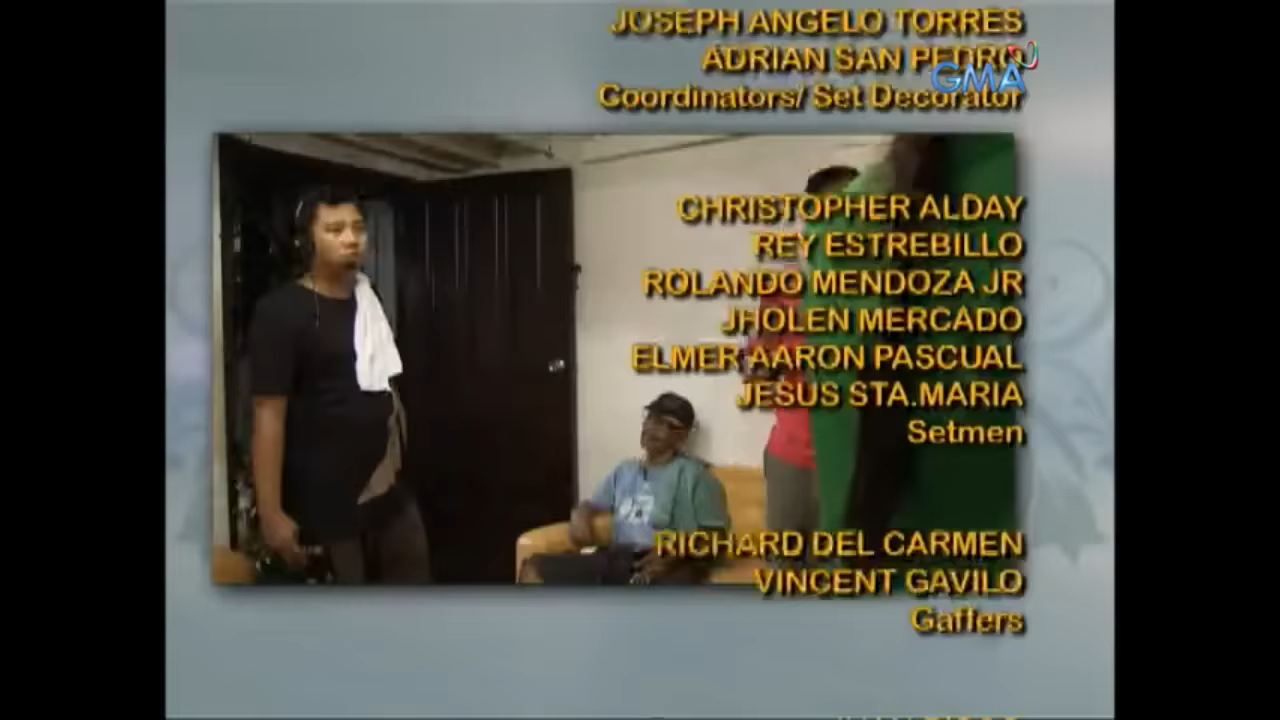 JOSEPH ANGELO TORRES
ADRIAN SAN PEDRO
GMA
Coordinators/ Set Decorator
CHRISTOPHER ALDAY
REY ESTREBILLO
ROLANDO MENDOZA JR
JHOLEN MERCADO
ELMER AARON PASCUAL
JESUS STA.MARIA
Setmen
RICHARD DEL CARMEN
VINCENT GAVILO
Gaffers